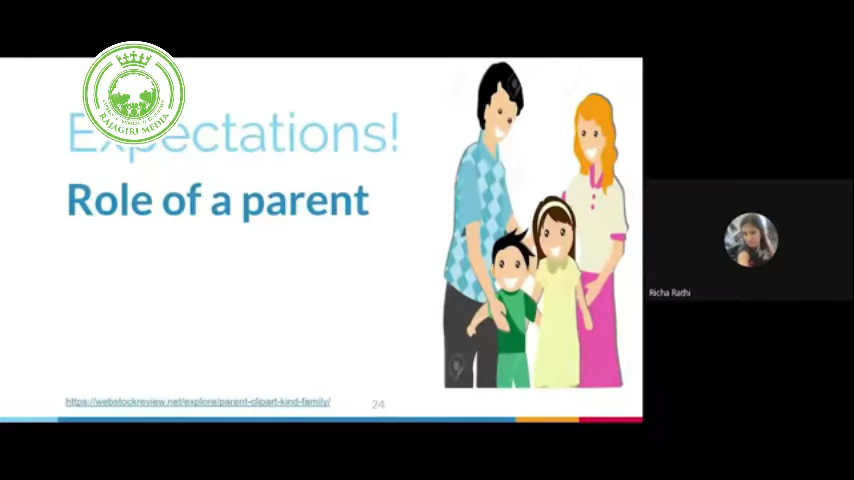 Expectations!
Role of a parent
RAJAGIRI MEDIA
Richa Rathi
https://webstockreview.net/explore/parent-clipart-kind-family/
24